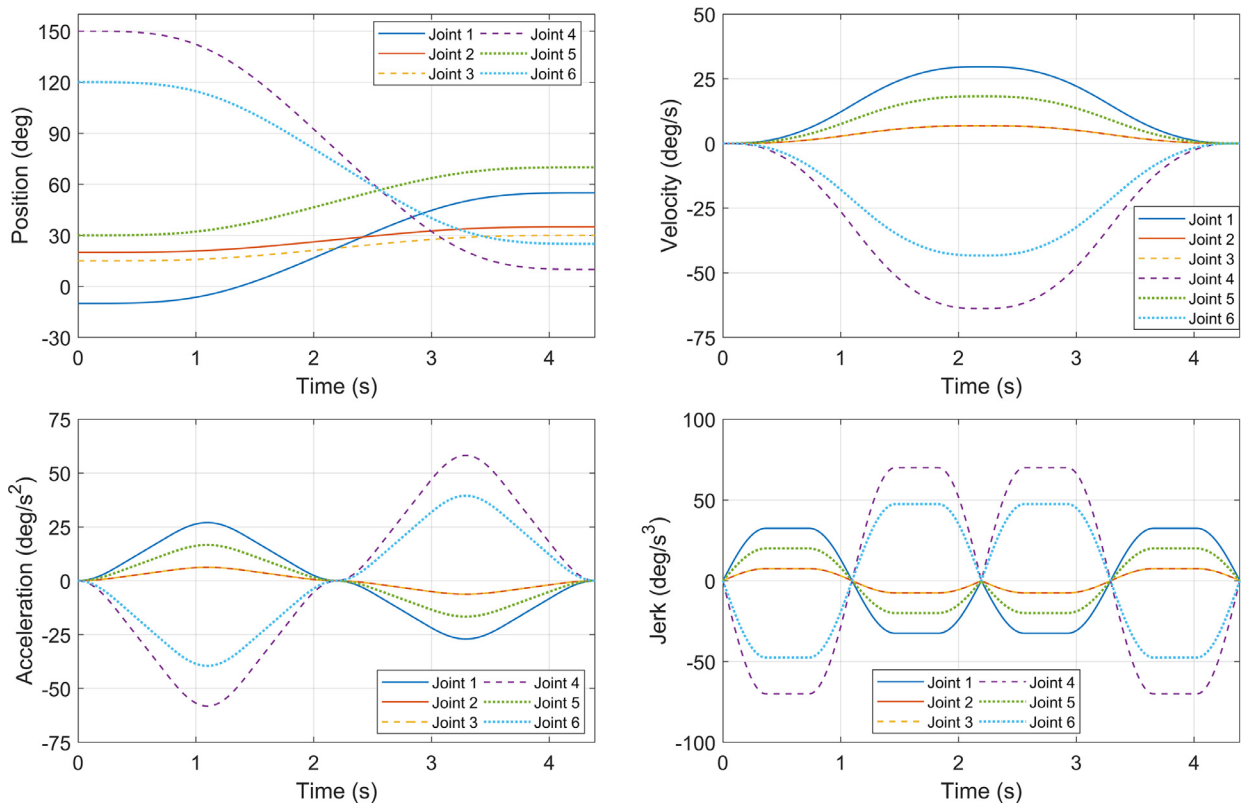 150
120
90
60
30
0
-30
Position (deg)
Joint 1 Joint 4
Joint 2 Joint 5
Joint 3 Joint 6
0 1 2 3 4
Time (s)
50
25
0
-25
-50
-75
Velocity (deg/s)
Joint 1
Joint 2
Joint 3
Joint 4
Joint 5
Joint 6
0 1 2 3 4
Time (s)
75
50
25
0
-25
-50
-75
Acceleration (deg/s²)
Joint 1 Joint 4
Joint 2 Joint 5
Joint 3 Joint 6
0 1 2 3 4
Time (s)
100
50
0
-50
-100
Jerk (deg/s³)
Joint 1 Joint 4
Joint 2 Joint 5
Joint 3 Joint 6
0 1 2 3 4
Time (s)